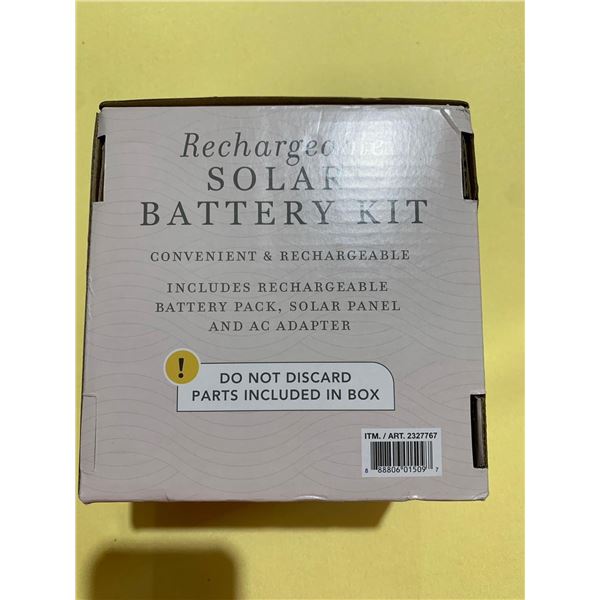 Rechargeable
SOLAR
BATTERY KIT
CONVENIENT & RECHARGEABLE
INCLUDES RECHARGEABLE
BATTERY PACK, SOLAR PANEL
AND AC ADAPTER
!
DO NOT DISCARD
PARTS INCLUDED IN BOX
ITM. / ART. 2327767
8 88806 01509 7